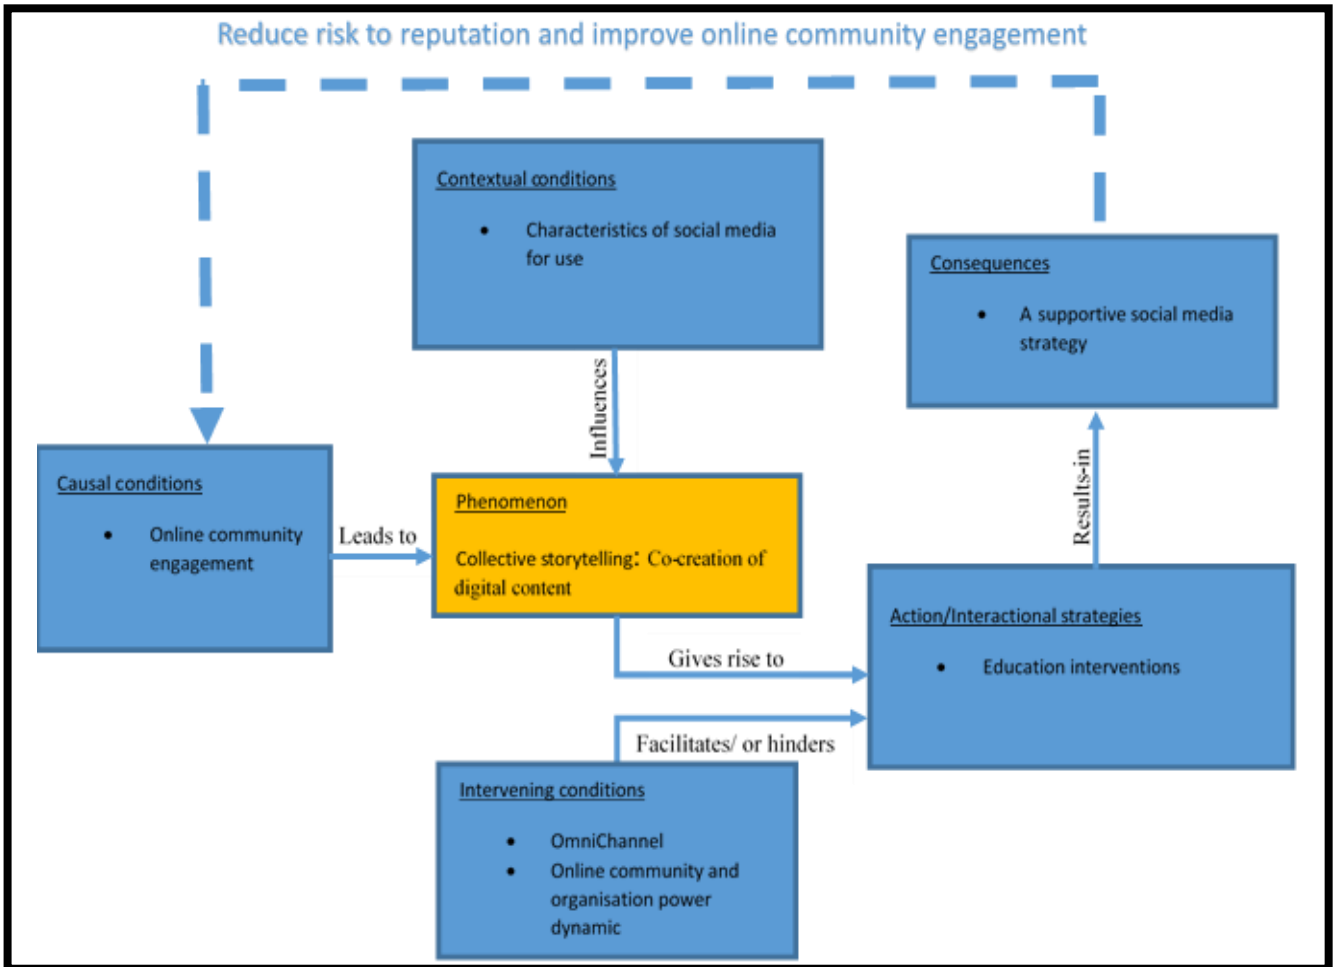 Reduce risk to reputation and improve online community engagement
Contextual conditions
• Characteristics of social media
for use
Consequences
• A supportive social media
strategy
Influences
Results-in
Causal conditions
• Online community
engagement
Leads to
Phenomenon
Collective storytelling: Co-creation of
digital content
Gives rise to
Action/Interactional strategies
• Education interventions
Facilitates/ or hinders
Intervening conditions
• OmniChannel
• Online community and
organisation power
dynamic